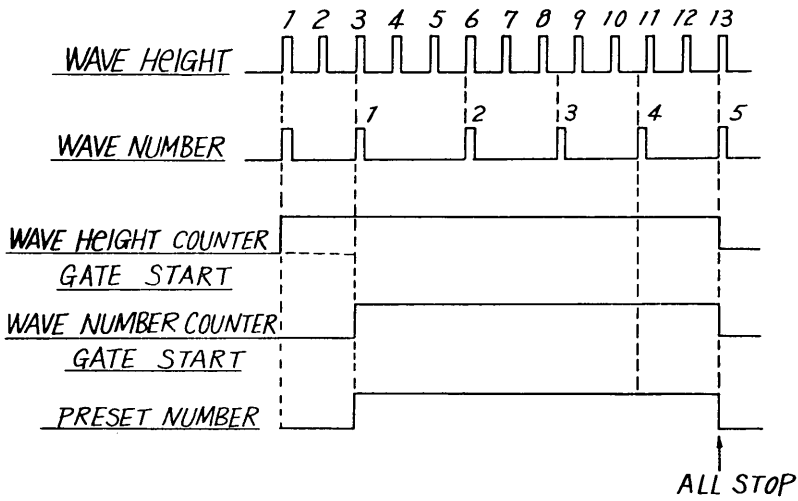 1 2 3 4 5 6 7 8 9 10 11 12 13
WAVE HEIGHT
1 2 3 4 5
WAVE NUMBER
WAVE HEIGHT COUNTER
GATE START
WAVE NUMBER COUNTER
GATE START
PRESET NUMBER
ALL STOP